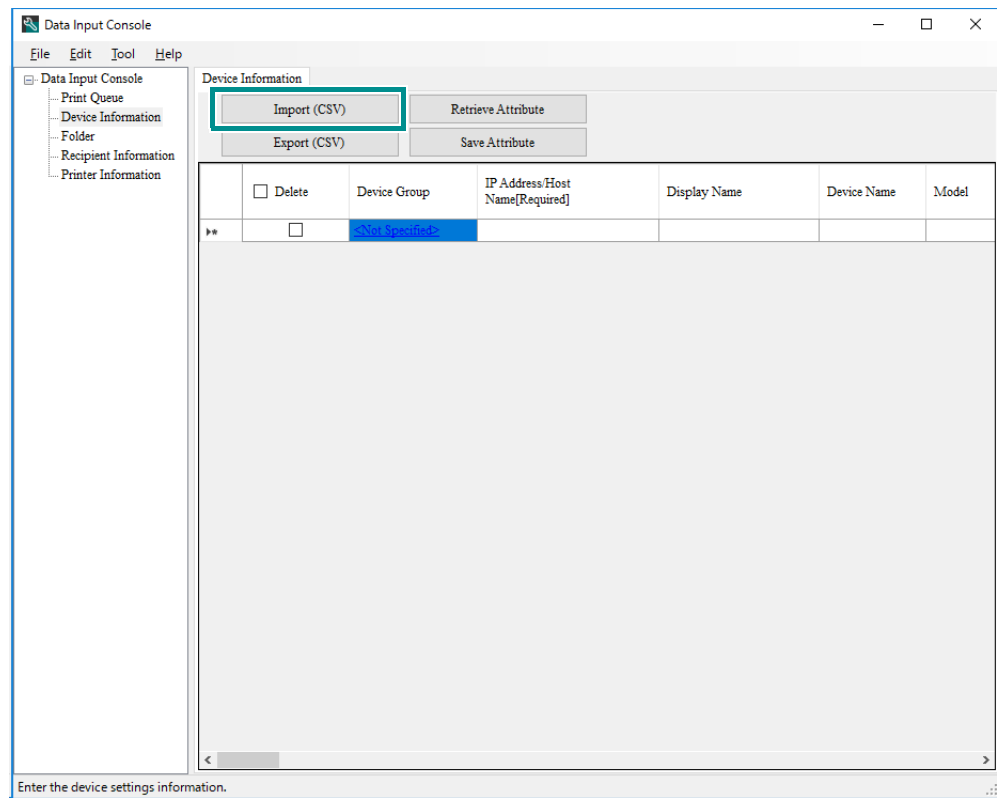 Data Input Console
File Edit Tool Help
Data Input Console
Print Queue
Device Information
Folder
Recipient Information
Printer Information
Device Information
Import (CSV) Retrieve Attribute
Export (CSV) Save Attribute
Delete Device Group IP Address/Host Name[Required] Display Name Device Name Model
<Not Specified>
Enter the device settings information.